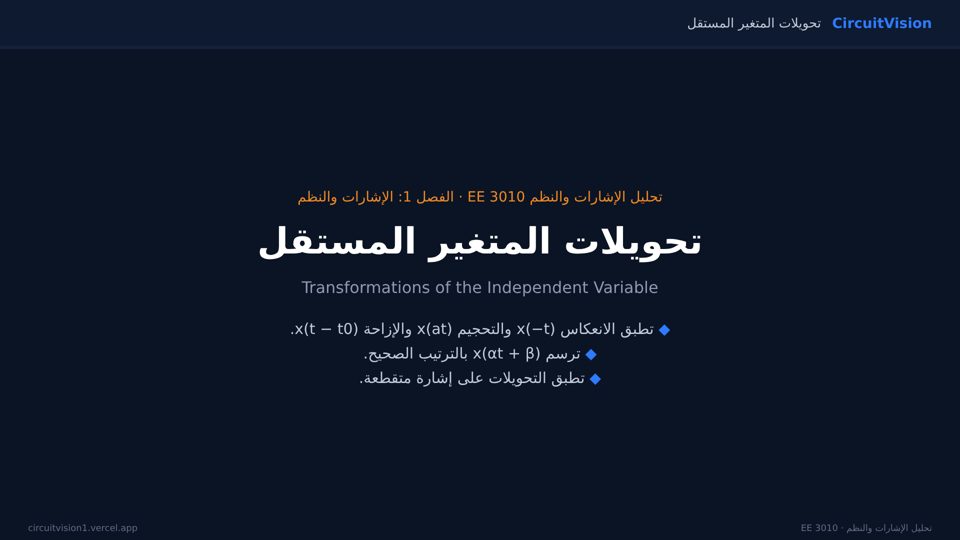 CircuitVision تحويلات المتغير المستقل
تحليل الإشارات والنظم EE 3010 · الفصل 1: الإشارات والنظم
تحويلات المتغير المستقل
Transformations of the Independent Variable
◆ تطبق الانعكاس x(−t) والتحجيم x(at) والإزاحة x(t − t0).
◆ ترسم x(αt + β) بالترتيب الصحيح.
◆ تطبق التحويلات على إشارة متقطعة.
تحليل الإشارات والنظم · EE 3010
circuitvision1.vercel.app